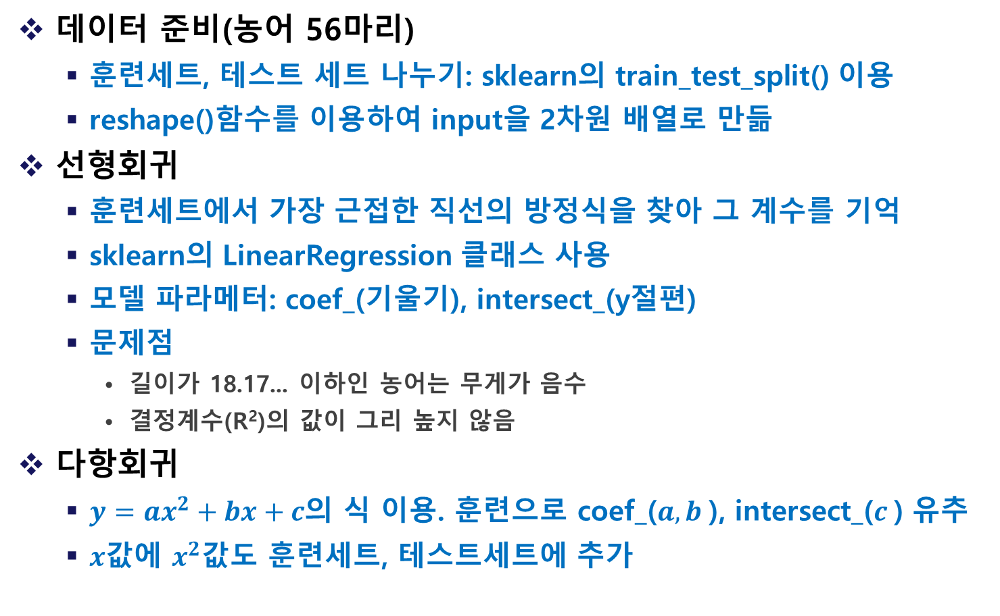 ❖ 데이터 준비(농어 56마리)
▪ 훈련세트, 테스트 세트 나누기: sklearn의 train_test_split() 이용
▪ reshape()함수를 이용하여 input을 2차원 배열로 만듦
❖ 선형회귀
▪ 훈련세트에서 가장 근접한 직선의 방정식을 찾아 그 계수를 기억
▪ sklearn의 LinearRegression 클래스 사용
▪ 모델 파라메터: coef_(기울기), intersect_(y절편)
▪ 문제점
• 길이가 18.17... 이하인 농어는 무게가 음수
• 결정계수(R²)의 값이 그리 높지 않음
❖ 다항회귀
▪ y = ax² + bx + c의 식 이용. 훈련으로 coef_(a, b ), intersect_(c ) 유추
▪ x값에 x²값도 훈련세트, 테스트세트에 추가